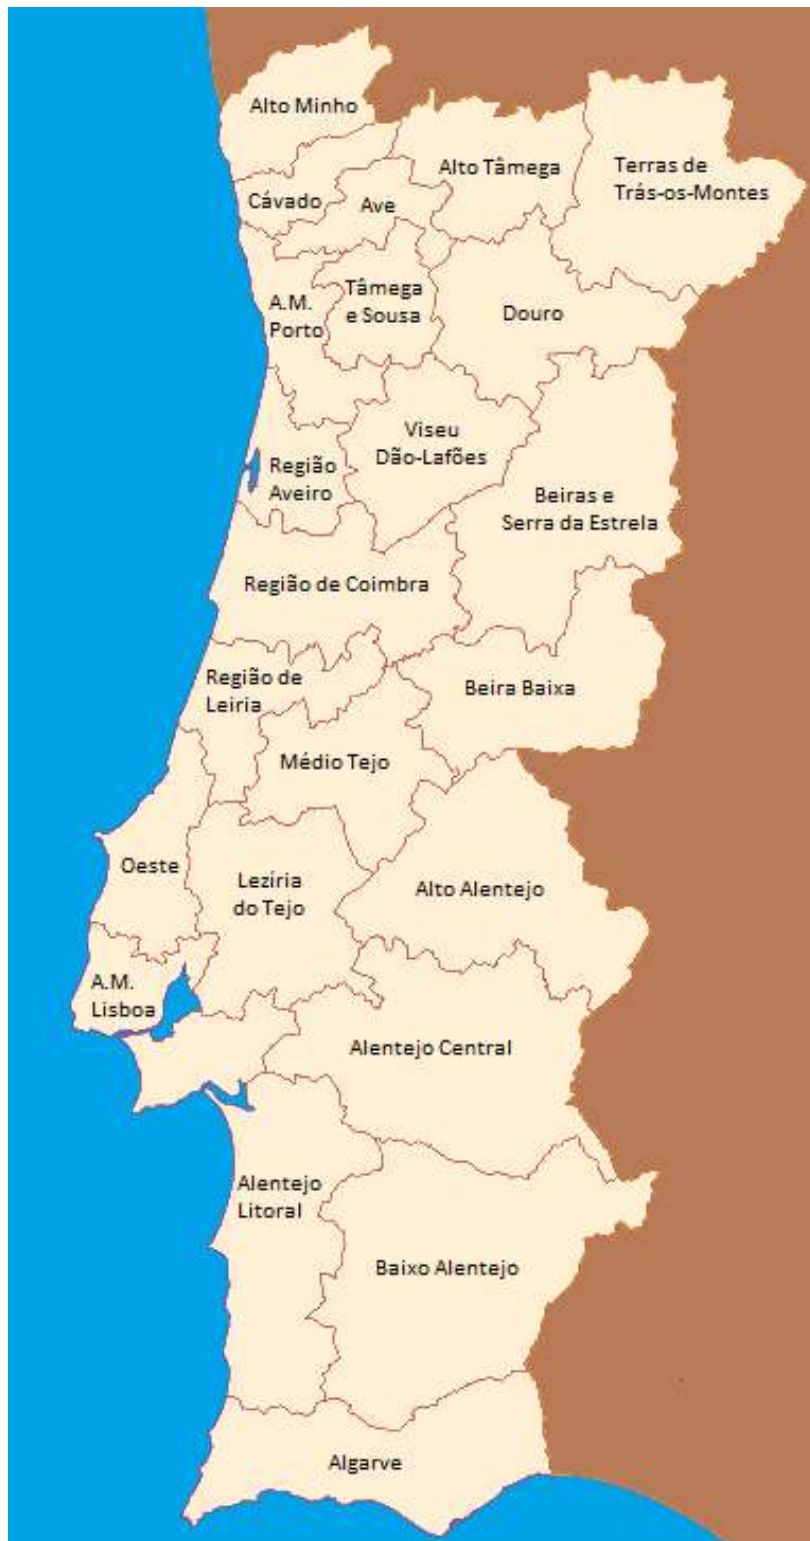 Alto Minho
Alto Tâmega
Terras de
Trás-os-Montes
Cávado
Ave
A.M.
Porto
Tâmega
e Sousa
Douro
Viseu
Dão-Lafões
Região
Aveiro
Beiras e
Serra da Estrela
Região de Coimbra
Região de
Leiria
Beira Baixa
Médio Tejo
Oeste
Lezíria
do Tejo
Alto Alentejo
A.M.
Lisboa
Alentejo Central
Alentejo
Litoral
Baixo Alentejo
Algarve